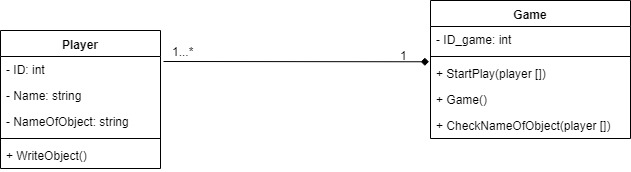 Player
- ID: int
- Name: string
- NameOfObject: string
+ WriteObject()
1...*
1
Game
- ID_game: int
+ StartPlay(player [])
+ Game()
+ CheckNameOfObject(player [])